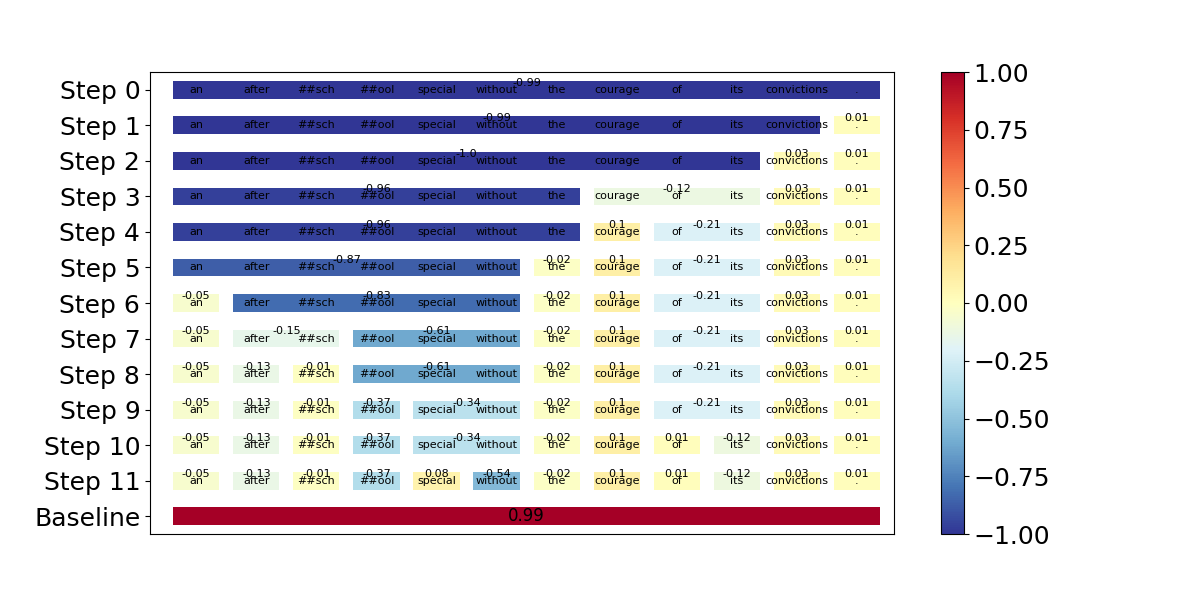 -0.99
Step 0 an after ##sch ##ool special without the courage of its convictions .
-0.99 0.01
Step 1 an after ##sch ##ool special without the courage of its convictions .
-1.0 0.03 0.01
Step 2 an after ##sch ##ool special without the courage of its convictions .
-0.96 -0.12 0.03 0.01
Step 3 an after ##sch ##ool special without the courage of its convictions .
-0.96 0.1 -0.21 0.03 0.01
Step 4 an after ##sch ##ool special without the courage of its convictions .
-0.87 -0.02 0.1 -0.21 0.03 0.01
Step 5 an after ##sch ##ool special without the courage of its convictions .
-0.05 -0.83 -0.02 0.1 -0.21 0.03 0.01
Step 6 an after ##sch ##ool special without the courage of its convictions .
-0.05 -0.15 -0.61 -0.02 0.1 -0.21 0.03 0.01
Step 7 an after ##sch ##ool special without the courage of its convictions .
-0.05 -0.13 -0.01 -0.61 -0.02 0.1 -0.21 0.03 0.01
Step 8 an after ##sch ##ool special without the courage of its convictions .
-0.05 -0.13 -0.01 -0.37 -0.34 -0.02 0.1 -0.21 0.03 0.01
Step 9 an after ##sch ##ool special without the courage of its convictions .
-0.05 -0.13 -0.01 -0.37 -0.34 -0.02 0.1 0.01 -0.12 0.03 0.01
Step 10 an after ##sch ##ool special without the courage of its convictions .
-0.05 -0.13 -0.01 -0.37 0.08 -0.54 -0.02 0.1 0.01 -0.12 0.03 0.01
Step 11 an after ##sch ##ool special without the courage of its convictions .
Baseline 0.99
1.00
0.75
0.50
0.25
0.00
−0.25
−0.50
−0.75
−1.00